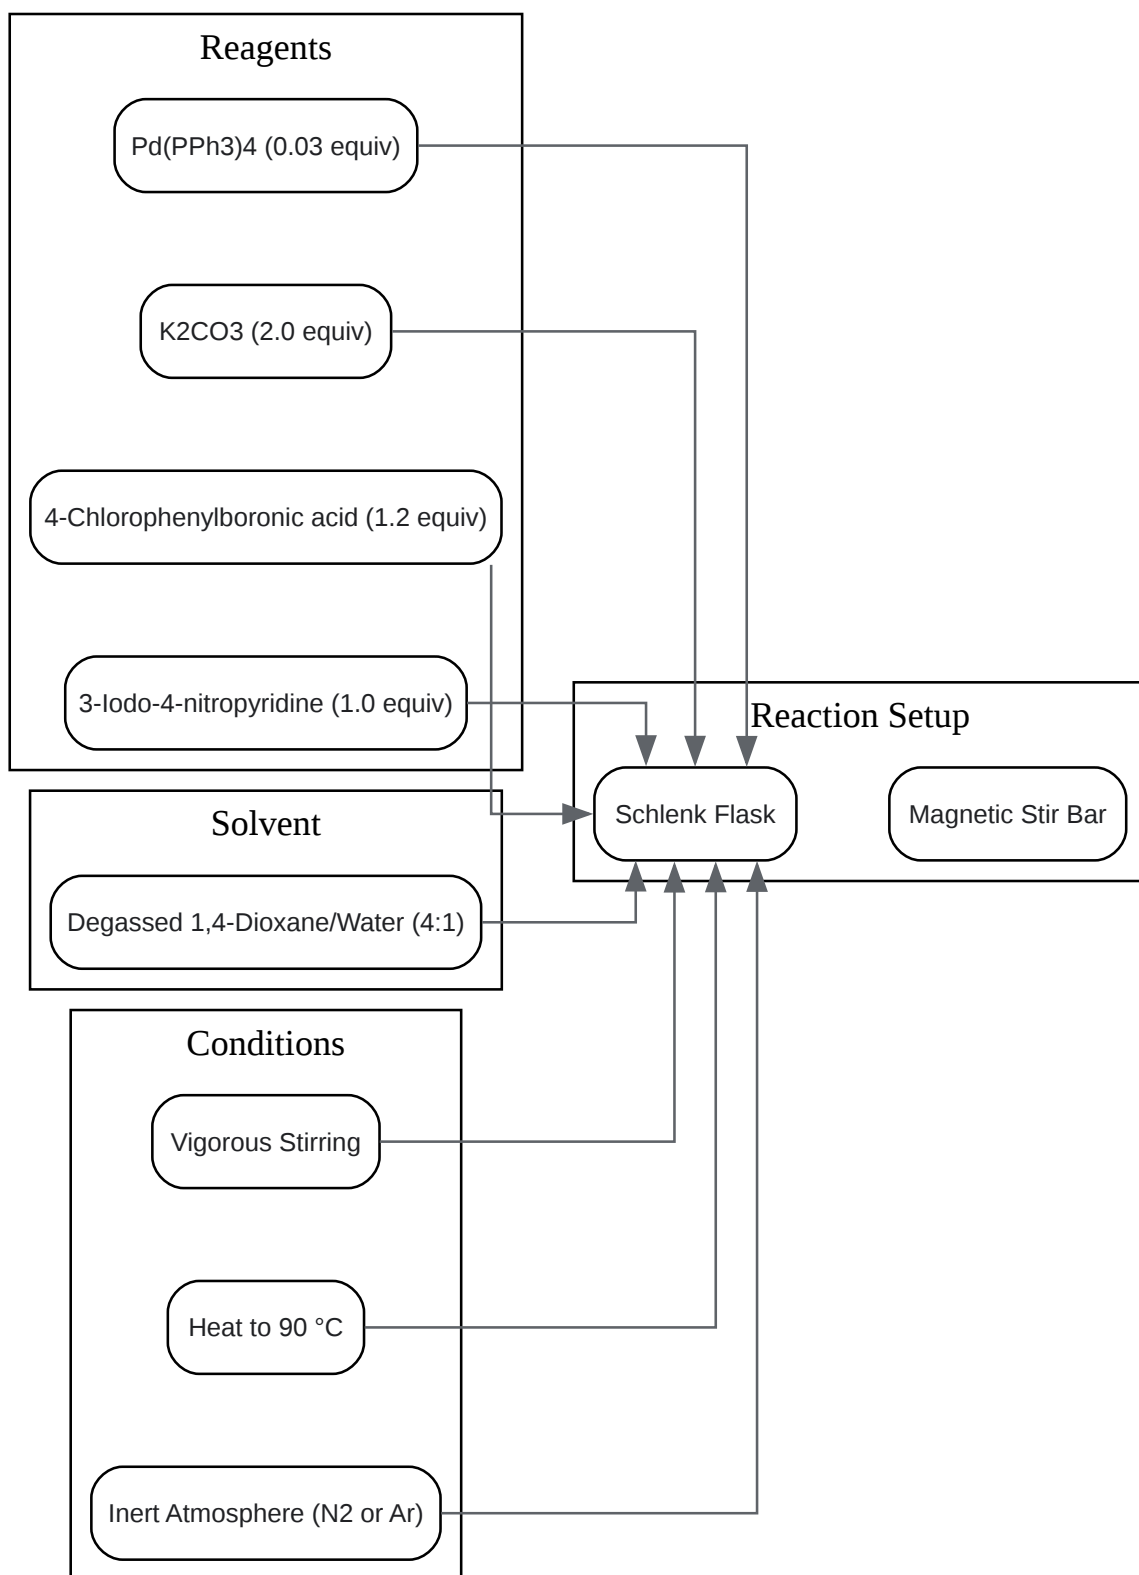 Reagents
Pd(PPh3)4 (0.03 equiv)
K2CO3 (2.0 equiv)
4-Chlorophenylboronic acid (1.2 equiv)
3-Iodo-4-nitropyridine (1.0 equiv)
Reaction Setup
Schlenk Flask
Magnetic Stir Bar
Solvent
Degassed 1,4-Dioxane/Water (4:1)
Conditions
Vigorous Stirring
Heat to 90 °C
Inert Atmosphere (N2 or Ar)